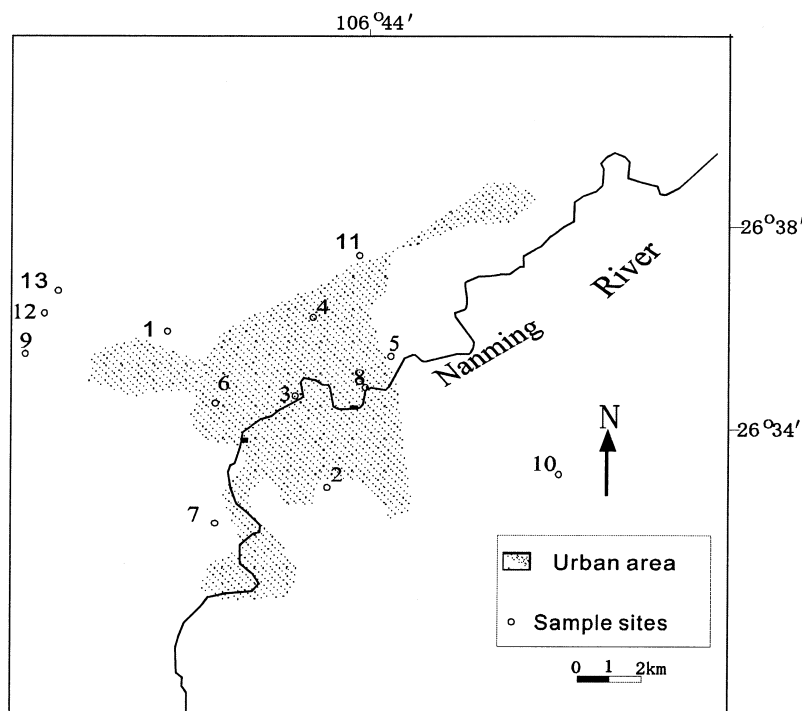 106°44′
26°38′
11
River
13
12
4
1
9
5
Nanming
8
6
3
26°34′
N
10
2
7
Urban area
Sample sites
0 1 2km